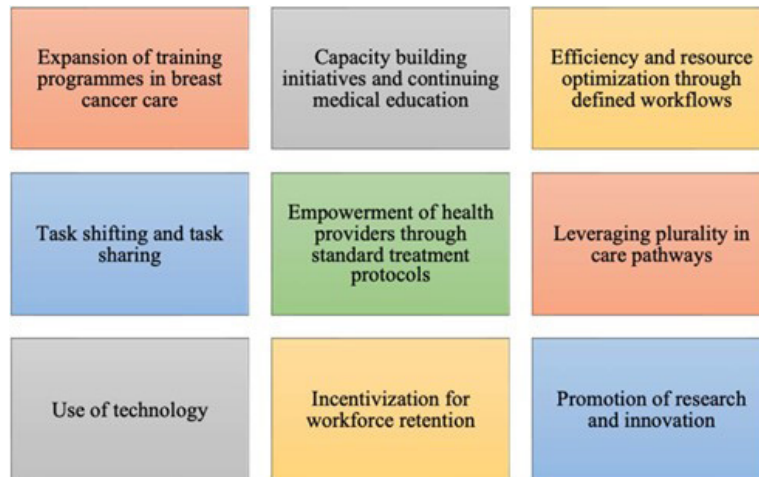 Expansion of training
programmes in breast
cancer care
Capacity building
initiatives and continuing
medical education
Efficiency and resource
optimization through
defined workflows
Task shifting and task
sharing
Empowerment of health
providers through
standard treatment
protocols
Leveraging plurality in
care pathways
Use of technology
Incentivization for
workforce retention
Promotion of research
and innovation